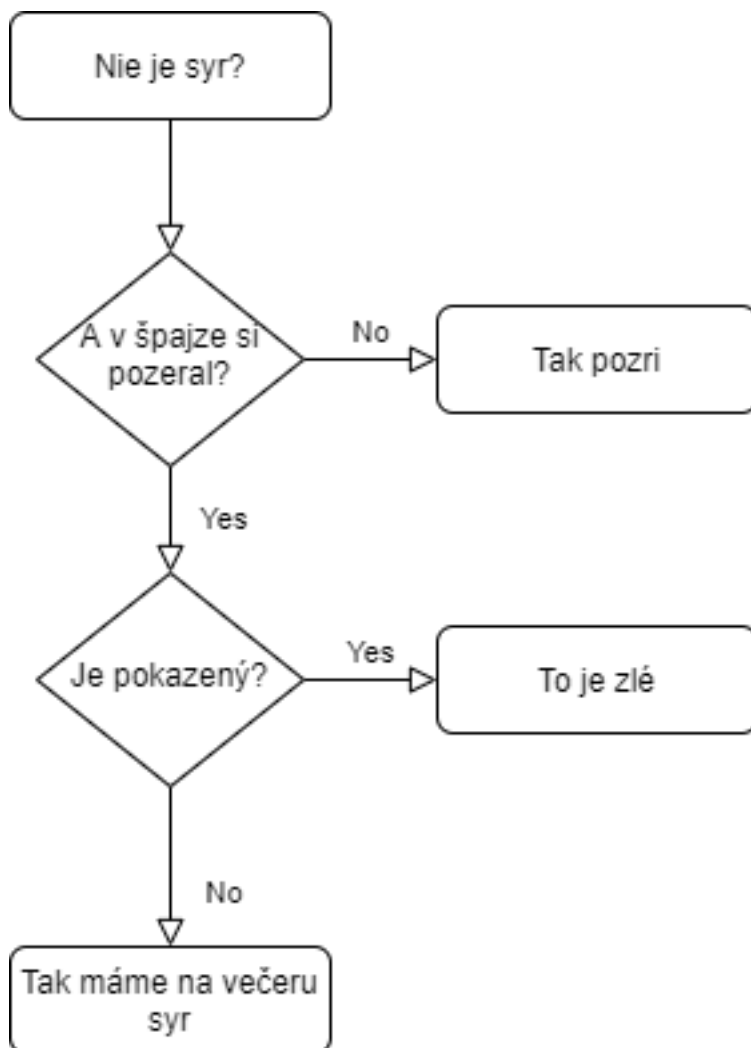 Nie je syr?
A v špajze si
pozeral?
No
Tak pozri
Yes
Je pokazený?
Yes
To je zlé
No
Tak máme na večeru
syr